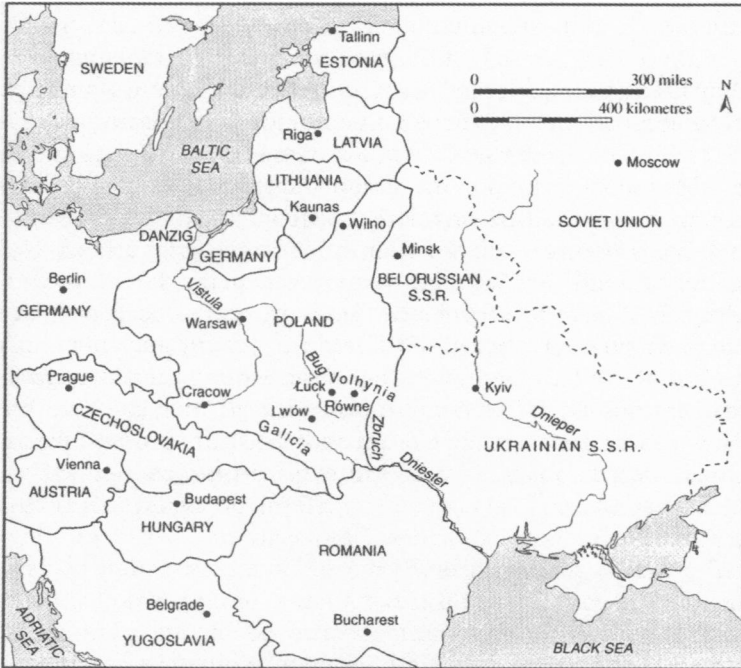 Tallinn
ESTONIA
SWEDEN
0 300 miles
0 400 kilometres
N
Riga
LATVIA
BALTIC
SEA
Moscow
LITHUANIA
Kaunas
Wilno
SOVIET UNION
DANZIG
GERMANY
Minsk
BELORUSSIAN
S.S.R.
Berlin
GERMANY
Vistula
Warsaw
POLAND
Bug
Volhynia
Łuck
Równe
Prague
Cracow
Lwów
Galicia
Zbruch
Kyiv
Dnieper
CZECHOSLOVAKIA
UKRAINIAN S.S.R.
Dniester
Vienna
AUSTRIA
Budapest
HUNGARY
ROMANIA
Belgrade
YUGOSLAVIA
Bucharest
ADRIATIC
SEA
BLACK SEA